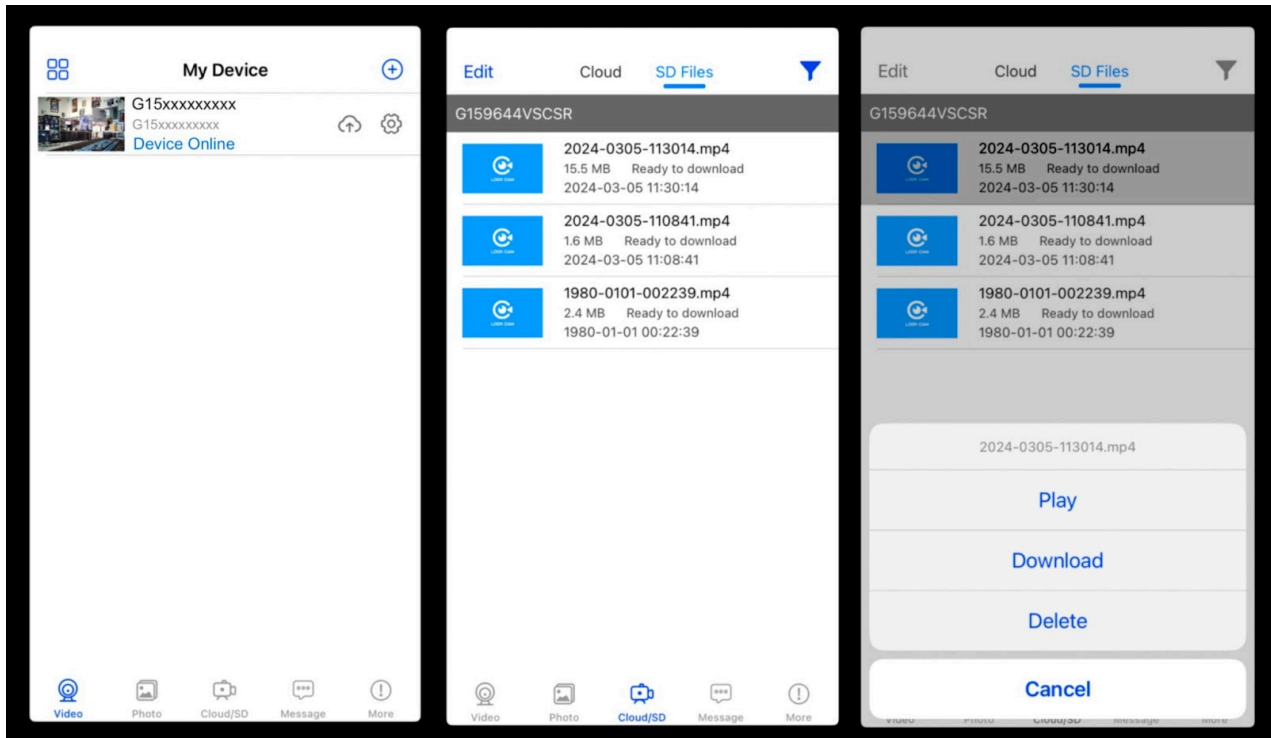 My Device
G15xxxxxxxxx
G15xxxxxxxxx
Device Online
Video Photo Cloud/SD Message More
Edit Cloud SD Files
G159644VSCSR
2024-0305-113014.mp4
15.5 MB Ready to download
2024-03-05 11:30:14
2024-0305-110841.mp4
1.6 MB Ready to download
2024-03-05 11:08:41
1980-0101-002239.mp4
2.4 MB Ready to download
1980-01-01 00:22:39
Video Photo Cloud/SD Message More
Edit Cloud SD Files
G159644VSCSR
2024-0305-113014.mp4
15.5 MB Ready to download
2024-03-05 11:30:14
2024-0305-110841.mp4
1.6 MB Ready to download
2024-03-05 11:08:41
1980-0101-002239.mp4
2.4 MB Ready to download
1980-01-01 00:22:39
2024-0305-113014.mp4
Play
Download
Delete
Cancel
Video Photo Cloud/SD Message More